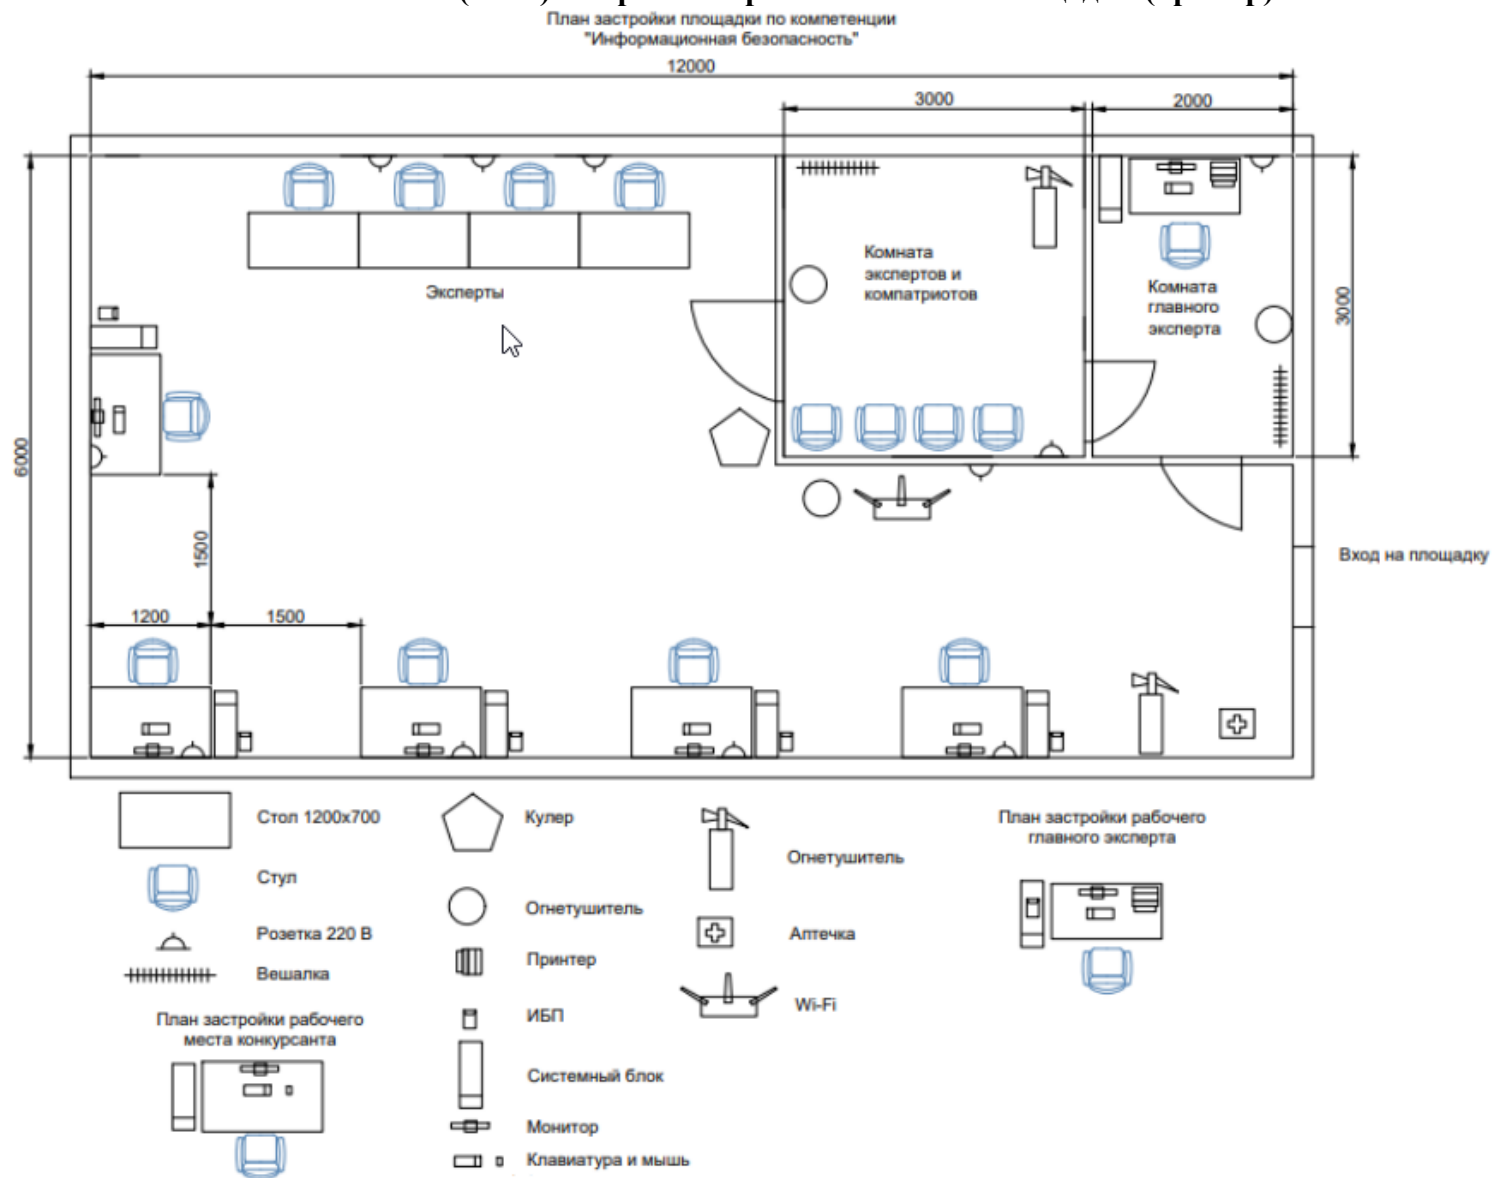 План застройки площадки по компетенции
"Информационная безопасность"
12000
3000
2000
Комната
экспертов и
компатриотов
Комната
главного
эксперта
Эксперты
3000
6000
1500
Вход на площадку
1200
1500
Стол 1200х700
Стул
Розетка 220 В
Вешалка
План застройки рабочего
места конкурсанта
Кулер
Огнетушитель
Принтер
ИБП
Системный блок
Монитор
Клавиатура и мышь
Огнетушитель
Аптечка
Wi-Fi
План застройки рабочего
главного эксперта